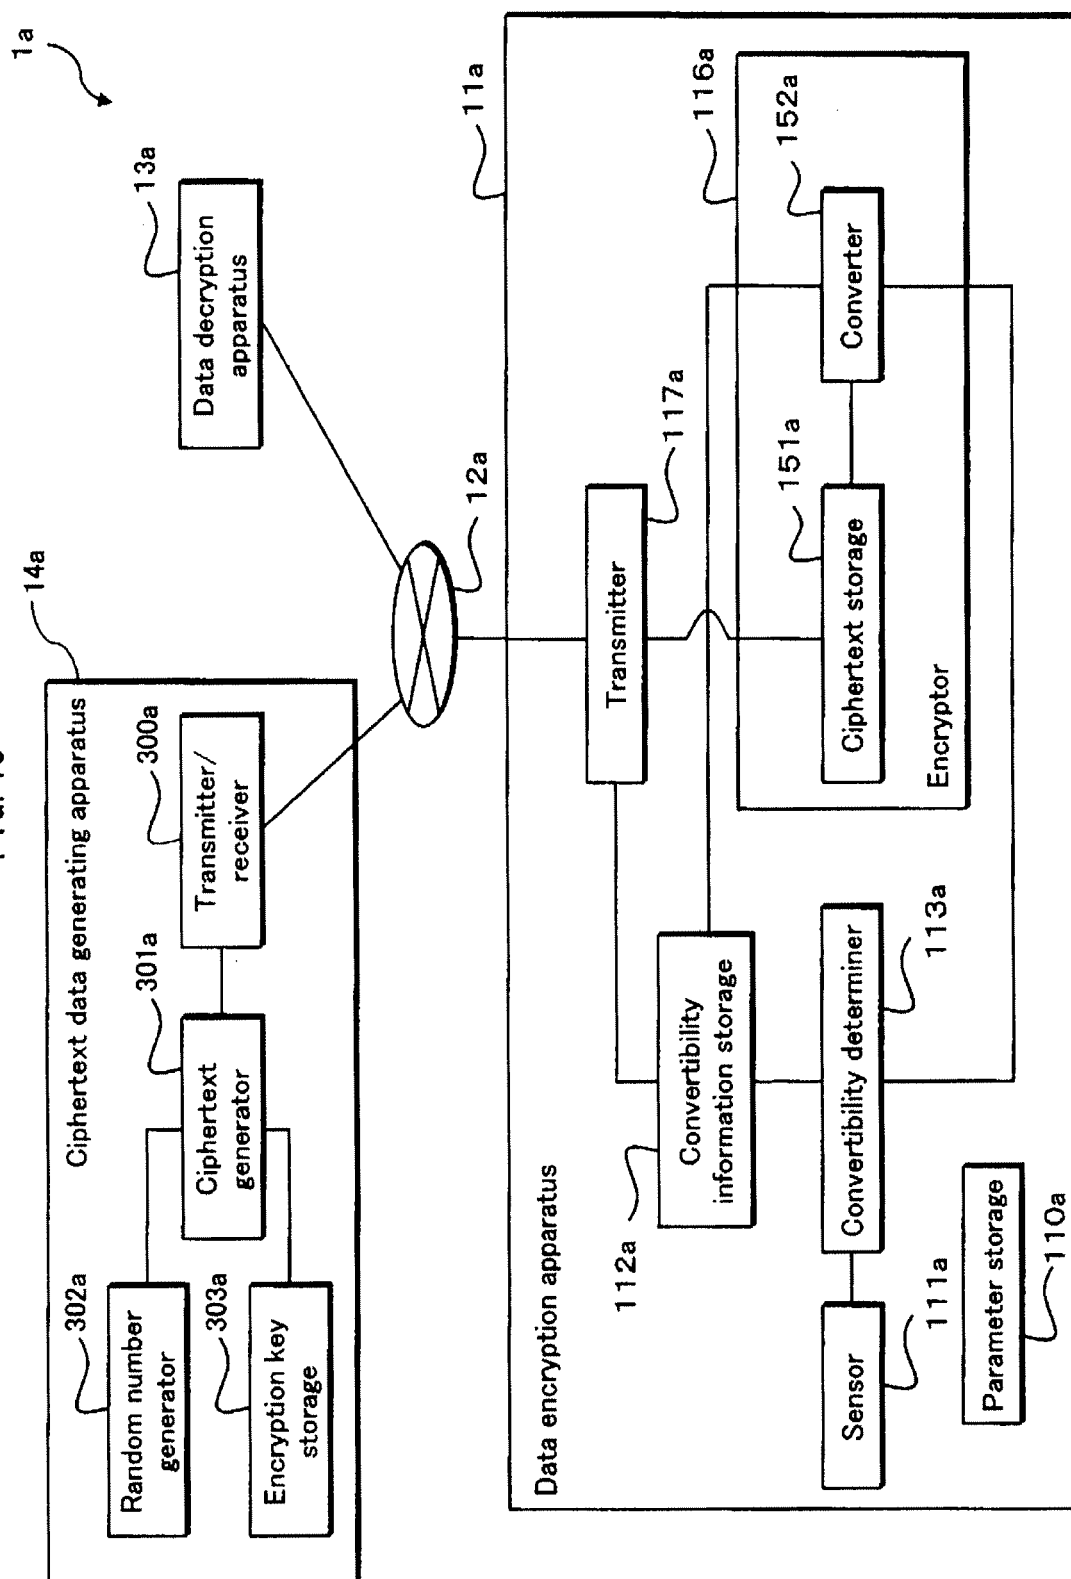 1a
14a
Ciphertext data generating apparatus
302a
Random number
generator
303a
Encryption key
storage
301a
Ciphertext
generator
300a
Transmitter/
receiver
13a
Data decryption
apparatus
12a
11a
Data encryption apparatus
117a
Transmitter
112a
Convertibility
information storage
116a
Encryptor
151a
Ciphertext storage
152a
Converter
113a
Convertibility determiner
111a
Sensor
110a
Parameter storage